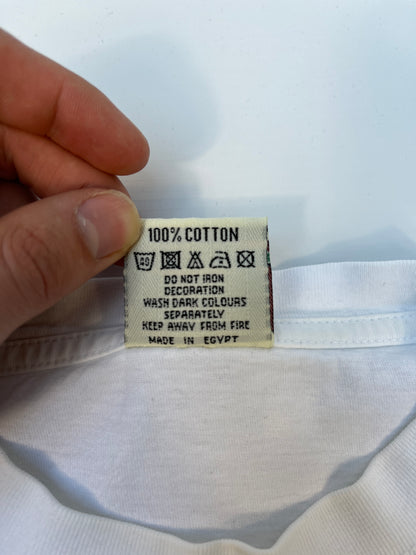 100% COTTON
40
DO NOT IRON
DECORATION
WASH DARK COLOURS
SEPARATELY
KEEP AWAY FROM FIRE
MADE IN EGYPT